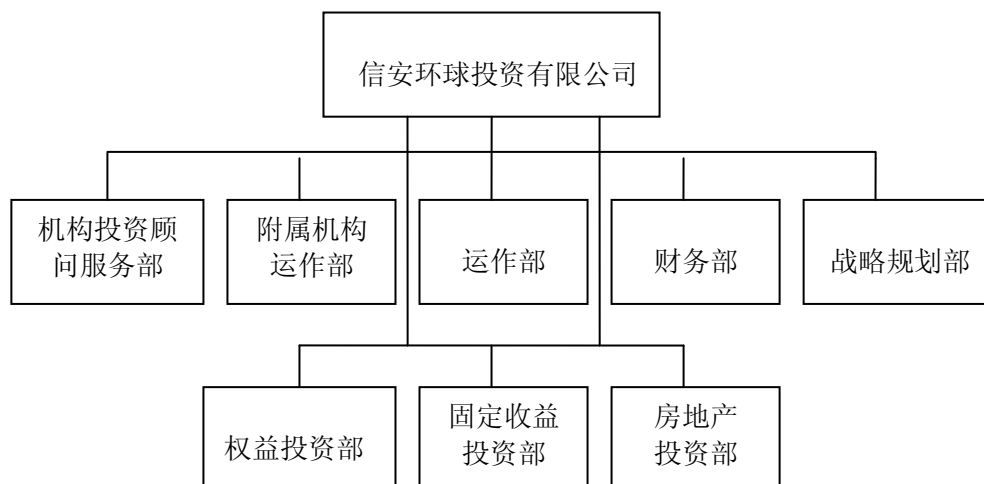 信安环球投资有限公司
机构投资顾
问服务部
附属机构
运作部
运作部
财务部
战略规划部
权益投资部
固定收益
投资部
房地产
投资部